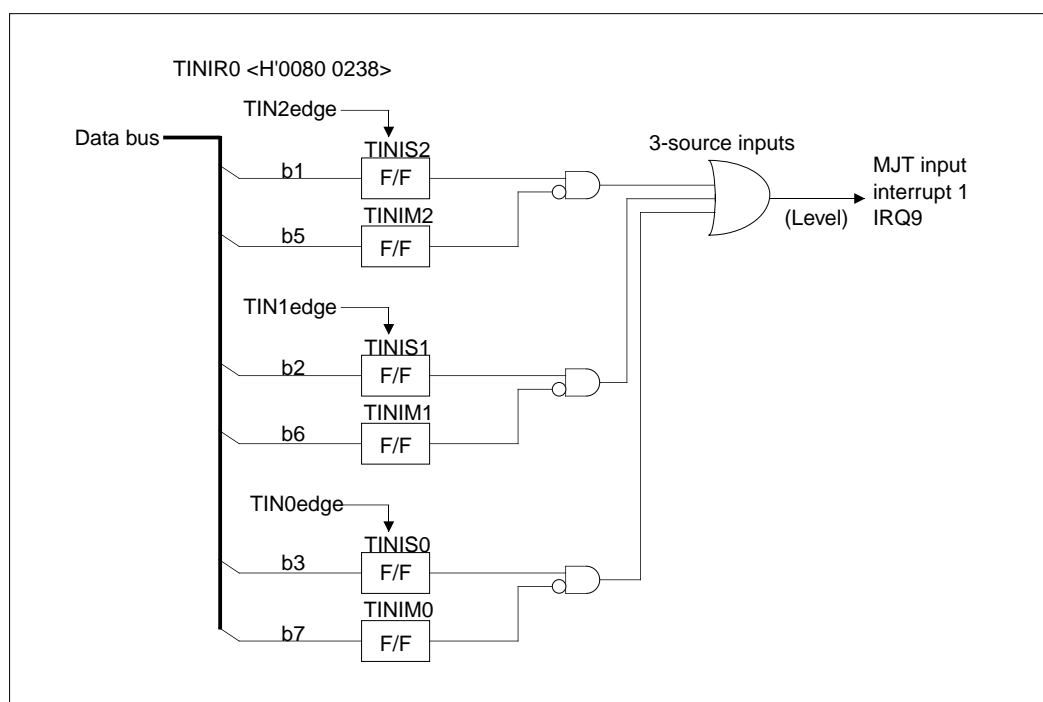 TINIR0 <H'0080 0238>
TIN2edge
Data bus
TINIS2
b1
F/F
TINIM2
b5
F/F
3-source inputs
MJT input
interrupt 1
IRQ9
(Level)
TIN1edge
TINIS1
b2
F/F
TINIM1
b6
F/F
TIN0edge
TINIS0
b3
F/F
TINIM0
b7
F/F